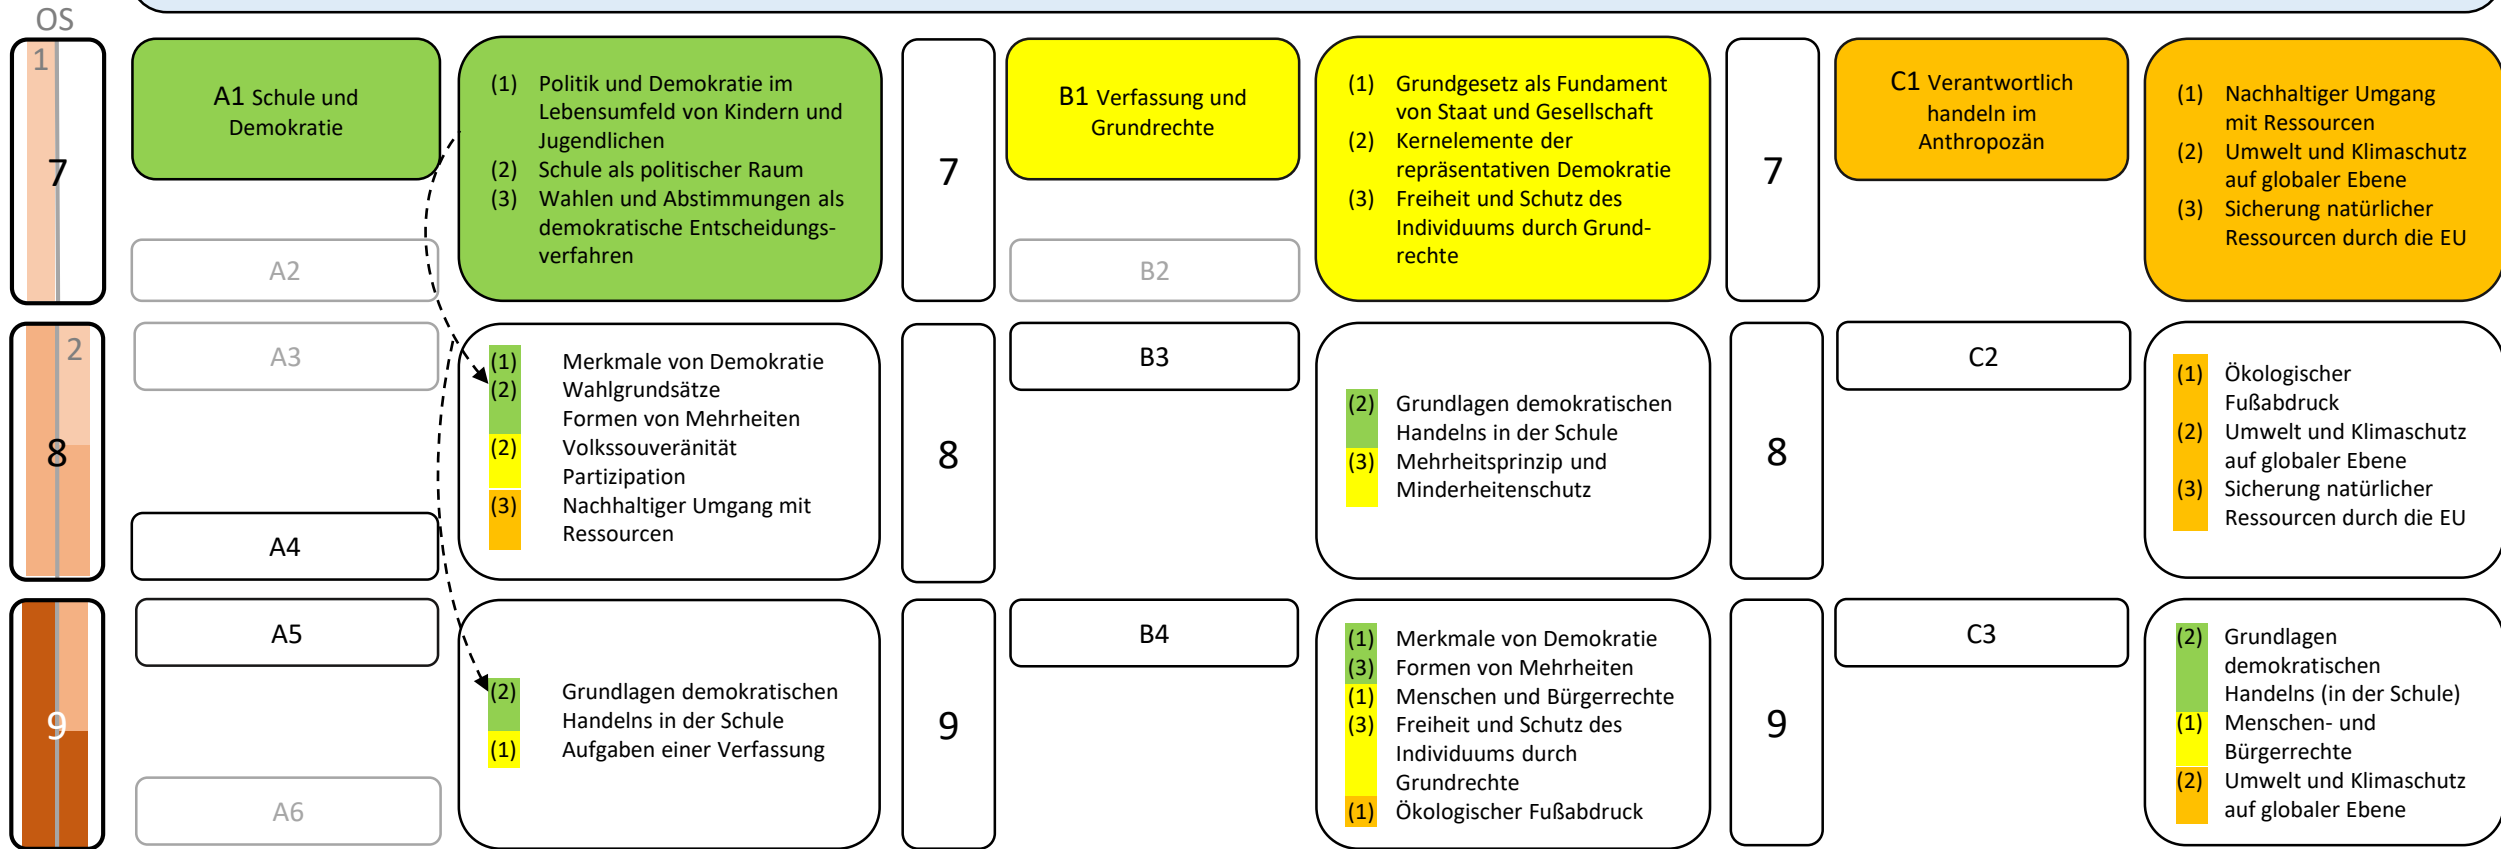 OS
1
7
A1 Schule und
Demokratie
A2
(1) Politik und Demokratie im
Lebensumfeld von Kindern und
Jugendlichen
(2) Schule als politischer Raum
(3) Wahlen und Abstimmungen als
demokratische Entscheidungs-
verfahren
7
B1 Verfassung und
Grundrechte
B2
(1) Grundgesetz als Fundament
von Staat und Gesellschaft
(2) Kernelemente der
repräsentativen Demokratie
(3) Freiheit und Schutz des
Individuums durch Grund-
rechte
7
C1 Verantwortlich
handeln im
Anthropozän
(1) Nachhaltiger Umgang
mit Ressourcen
(2) Umwelt und Klimaschutz
auf globaler Ebene
(3) Sicherung natürlicher
Ressourcen durch die EU
2
8
A3
A4
(1) Merkmale von Demokratie
(2) Wahlgrundsätze
Formen von Mehrheiten
(2) Volkssouveränität
Partizipation
(3) Nachhaltiger Umgang mit
Ressourcen
8
B3
(2) Grundlagen demokratischen
Handelns in der Schule
(3) Mehrheitsprinzip und
Minderheitenschutz
8
C2
(1) Ökologischer
Fußabdruck
(2) Umwelt und Klimaschutz
auf globaler Ebene
(3) Sicherung natürlicher
Ressourcen durch die EU
9
A5
A6
(2) Grundlagen demokratischen
Handelns in der Schule
(1) Aufgaben einer Verfassung
9
B4
(1) Merkmale von Demokratie
(3) Formen von Mehrheiten
(1) Menschen und Bürgerrechte
(3) Freiheit und Schutz des
Individuums durch
Grundrechte
(1) Ökologischer Fußabdruck
9
C3
(2) Grundlagen
demokratischen
Handelns (in der Schule)
(1) Menschen- und
Bürgerrechte
(2) Umwelt und Klimaschutz
auf globaler Ebene